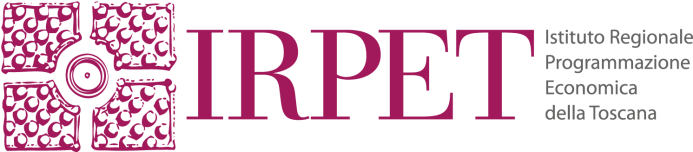 IRPET
Istituto Regionale
Programmazione
Economica
della Toscana